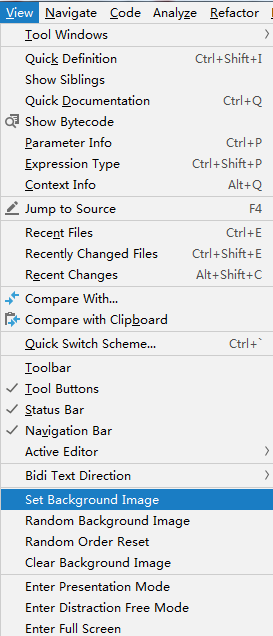 View Navigate Code Analyze Refactor
Tool Windows
Quick Definition Ctrl+Shift+I
Show Siblings
Quick Documentation Ctrl+Q
Show Bytecode
Parameter Info Ctrl+P
Expression Type Ctrl+Shift+P
Context Info Alt+Q
Jump to Source F4
Recent Files Ctrl+E
Recently Changed Files Ctrl+Shift+E
Recent Changes Alt+Shift+C
Compare With...
Compare with Clipboard
Quick Switch Scheme... Ctrl+`
Toolbar
Tool Buttons
Status Bar
Navigation Bar
Active Editor
Bidi Text Direction
Set Background Image
Random Background Image
Random Order Reset
Clear Background Image
Enter Presentation Mode
Enter Distraction Free Mode
Enter Full Screen